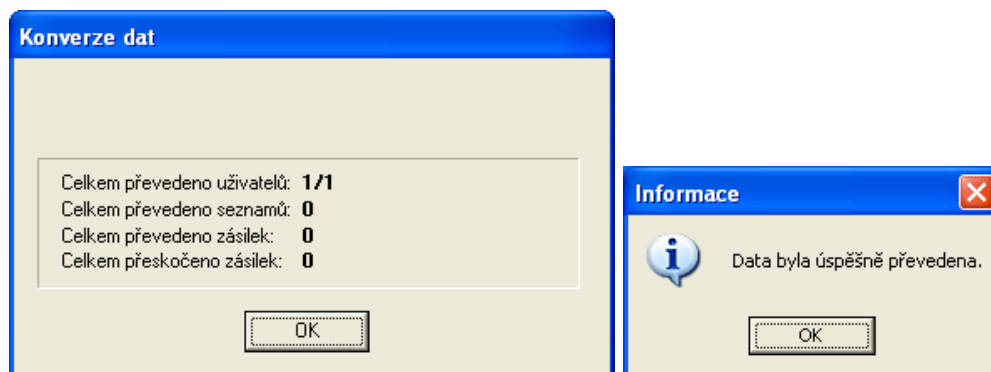 Konverze dat
Celkem převedeno uživatelů: 1/1
Celkem převedeno seznamů: 0
Celkem převedeno zásilek: 0
Celkem přeskočeno zásilek: 0
OK
Informace
Data byla úspěšně převedena.
OK